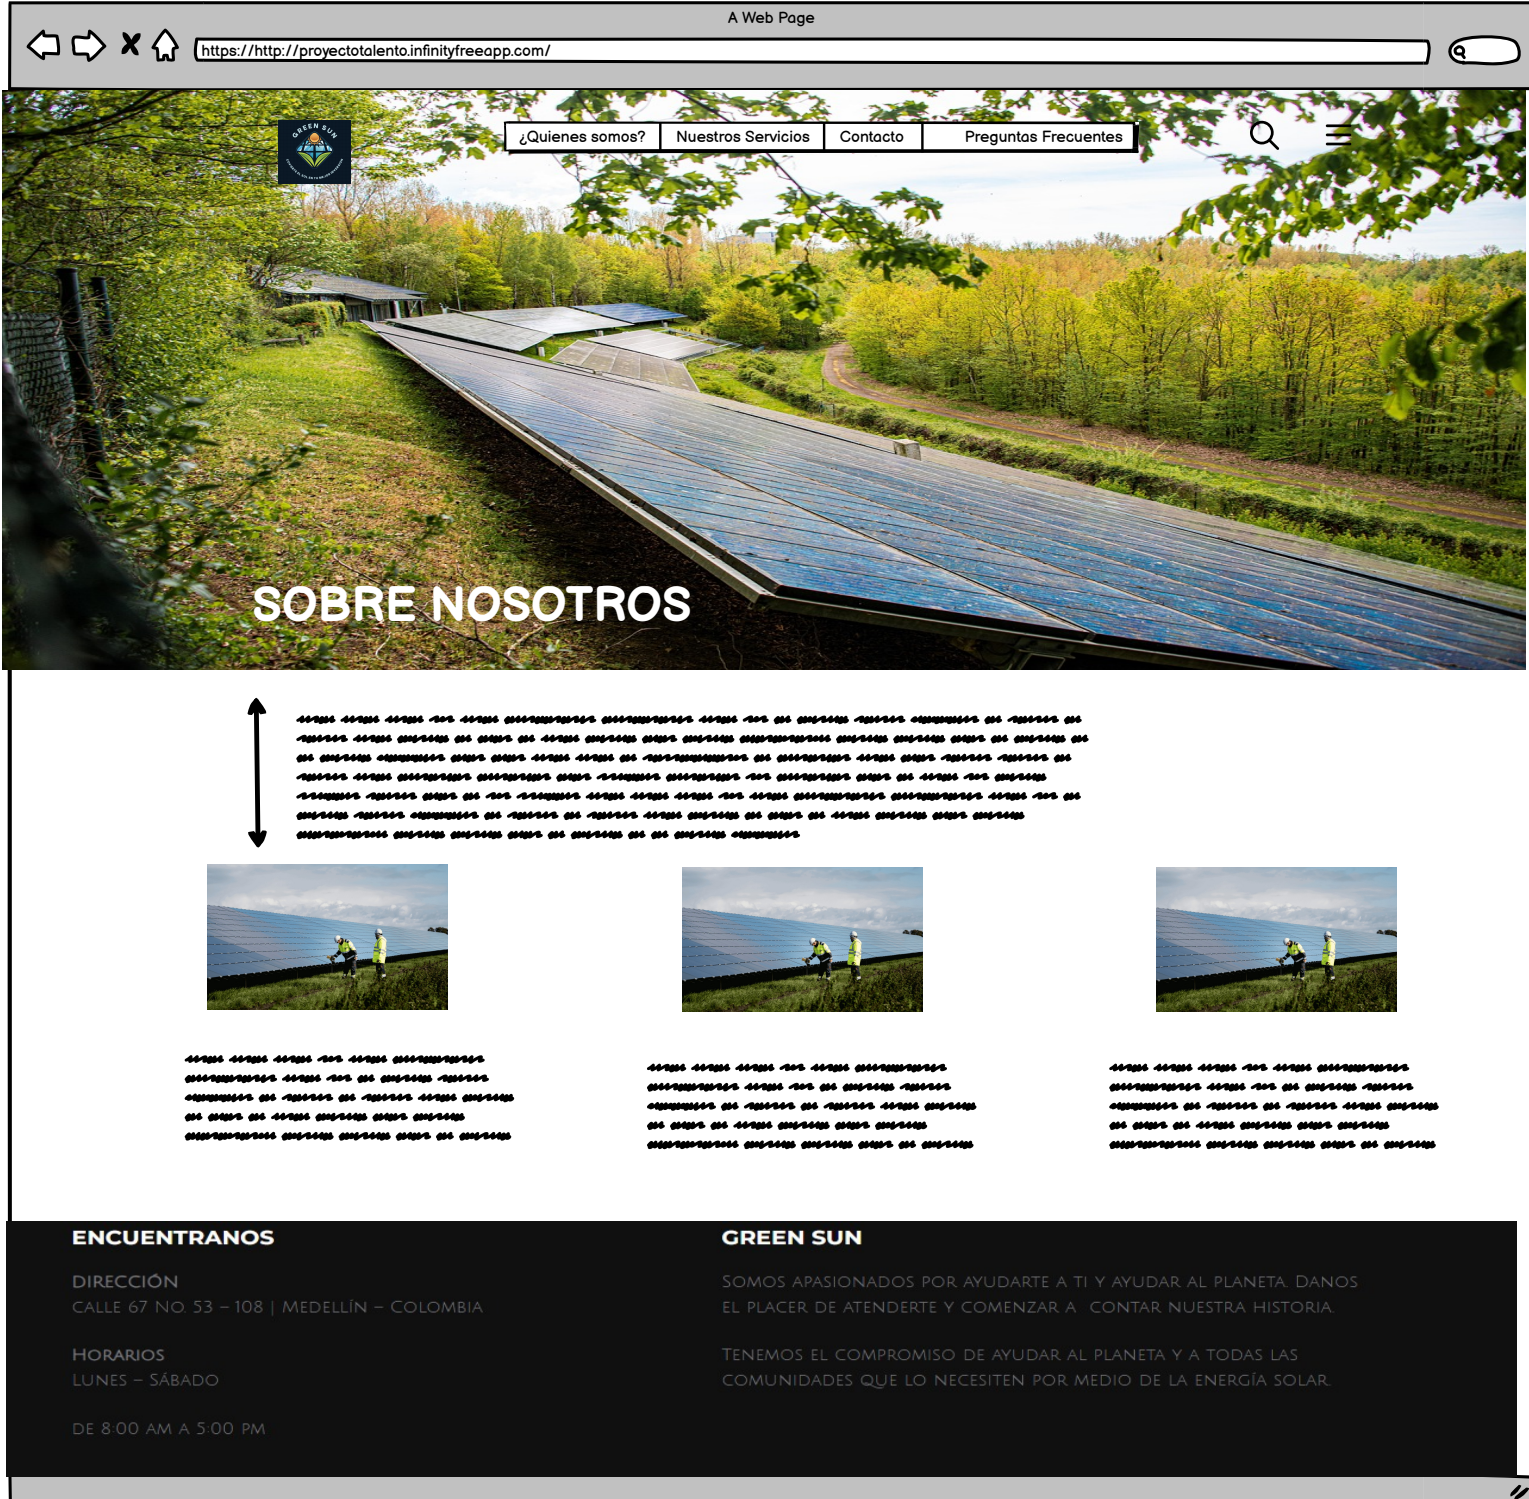 A Web Page
https://http://proyectotalento.infinityfreeapp.com/
GREEN SUN
¿Quienes somos? Nuestros Servicios Contacto Preguntas Frecuentes
SOBRE NOSOTROS
ENCUENTRANOS
DIRECCIÓN
CALLE 67 NO. 53 – 108 | MEDELLÍN – COLOMBIA
HORARIOS
LUNES – SÁBADO
DE 8:00 AM A 5:00 PM
GREEN SUN
SOMOS APASIONADOS POR AYUDARTE A TI Y AYUDAR AL PLANETA. DANOS
EL PLACER DE ATENDERTE Y COMENZAR A CONTAR NUESTRA HISTORIA.
TENEMOS EL COMPROMISO DE AYUDAR AL PLANETA Y A TODAS LAS
COMUNIDADES QUE LO NECESITEN POR MEDIO DE LA ENERGÍA SOLAR.